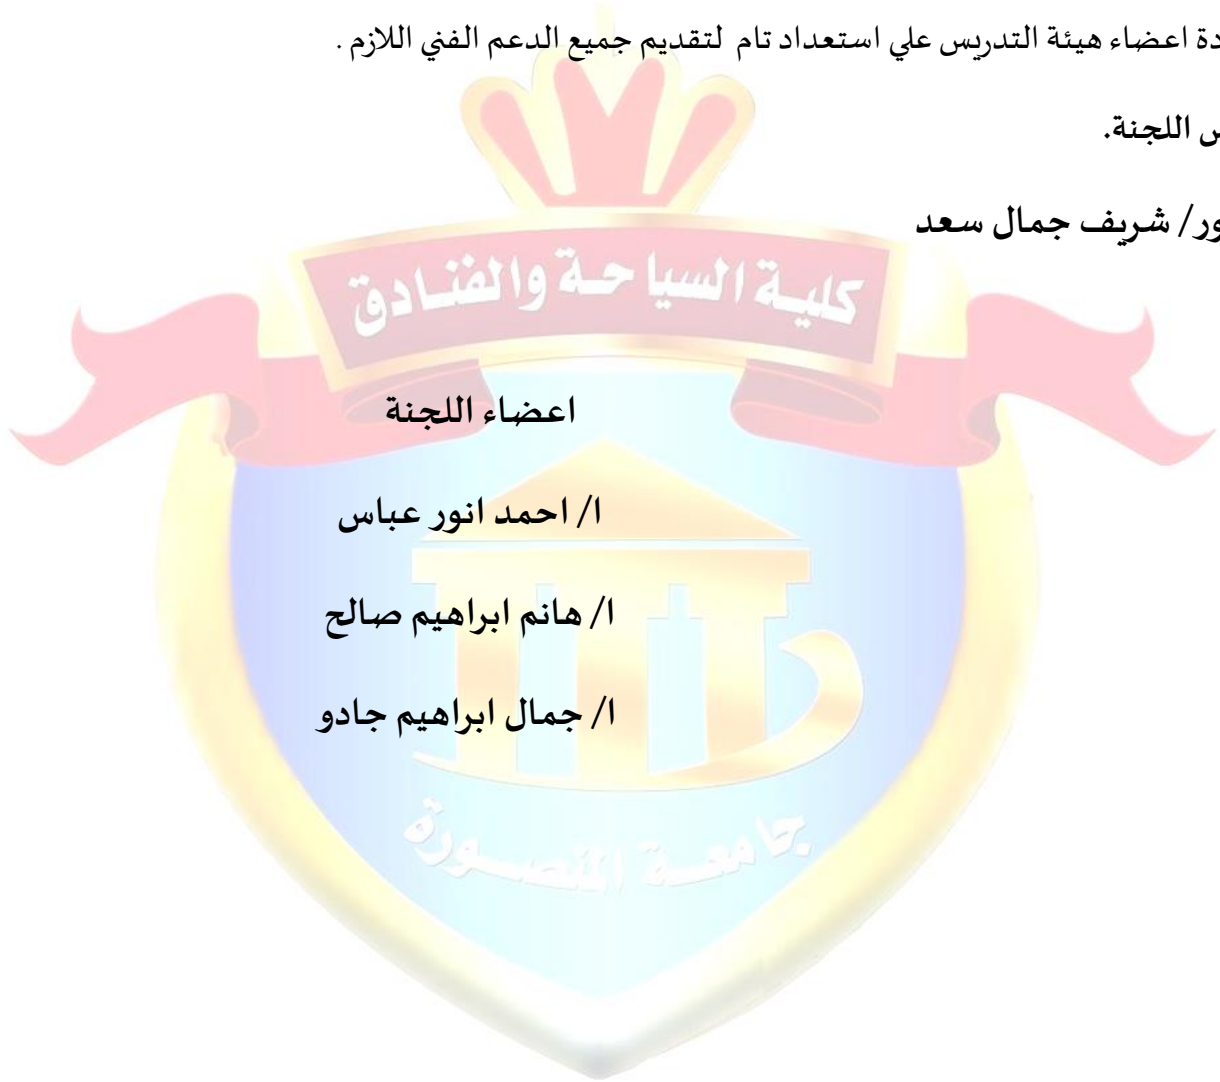 دة اعضاء هيئة التدريس علي استعداد تام لتقديم جميع الدعم الفني اللازم .
س اللجنة.
ور/ شريف جمال سعد
كلية السياحة والفنادق
اعضاء اللجنة
ا/ احمد انور عباس
ا/ هانم ابراهيم صالح
ا/ جمال ابراهيم جادو
جامعة المنصورة